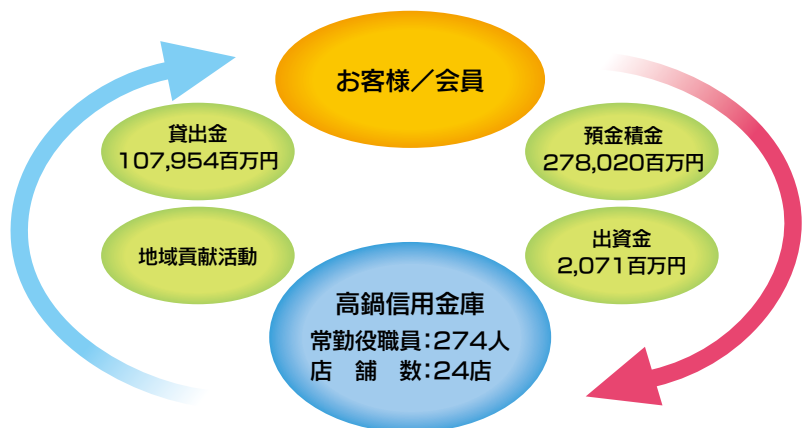 お客様／会員
貸出金
107,954百万円
預金積金
278,020百万円
地域貢献活動
出資金
2,071百万円
高鍋信用金庫
常勤役職員：274人
店　舗　数：24店